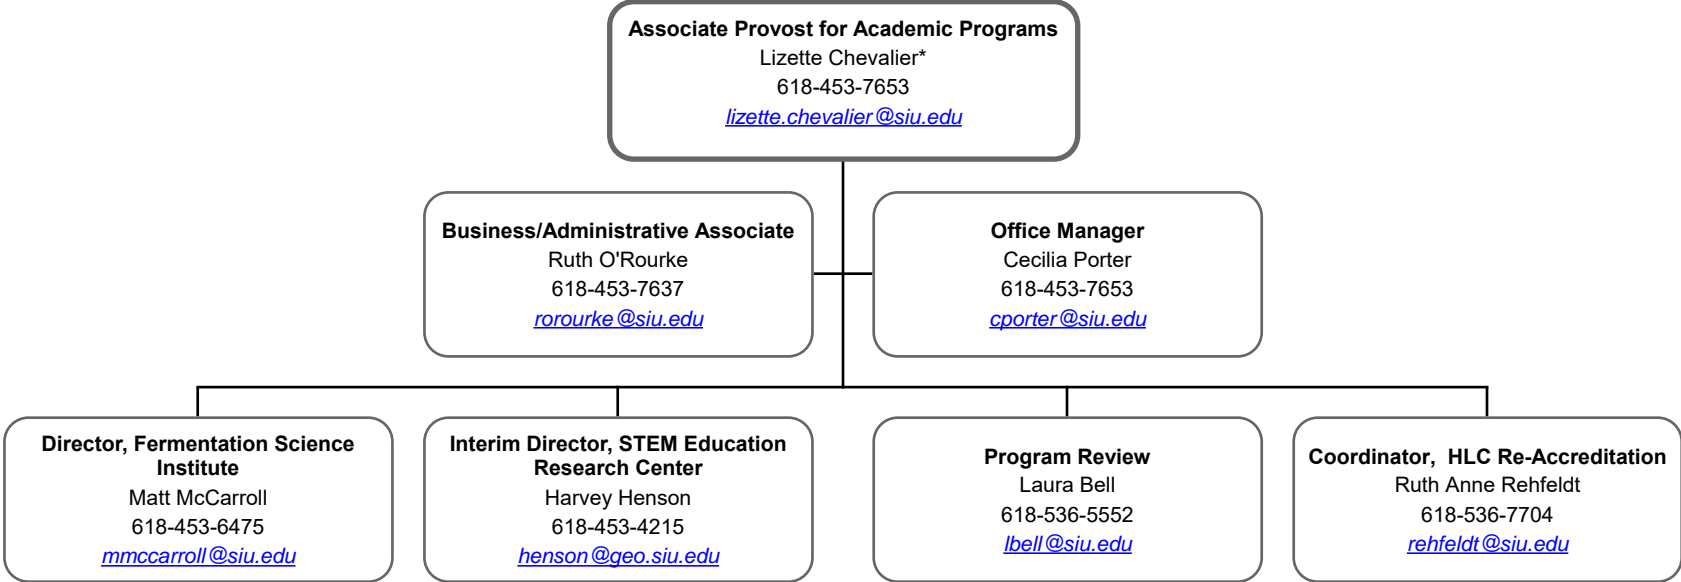 Associate Provost for Academic Programs
Lizette Chevalier*
618-453-7653
lizette.chevalier@siu.edu
Business/Administrative Associate
Ruth O'Rourke
618-453-7637
rorourke@siu.edu
Office Manager
Cecilia Porter
618-453-7653
cporter@siu.edu
Director, Fermentation Science
Institute
Matt McCarroll
618-453-6475
mmccarroll@siu.edu
Interim Director, STEM Education
Research Center
Harvey Henson
618-453-4215
henson@geo.siu.edu
Program Review
Laura Bell
618-536-5552
lbell@siu.edu
Coordinator,  HLC Re-Accreditation
Ruth Anne Rehfeldt
618-536-7704
rehfeldt@siu.edu